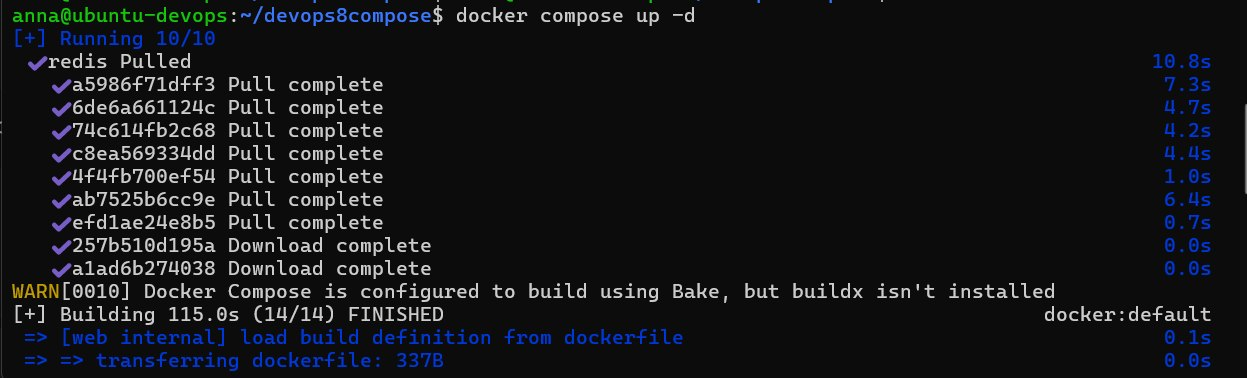 anna@ubuntu-devops:~/devops8compose$ docker compose up -d
[+] Running 10/10
✔redis Pulled 10.8s
✔a5986f71dff3 Pull complete 7.3s
✔6de6a661124c Pull complete 4.7s
✔74c614fb2c68 Pull complete 4.2s
✔c8ea569334dd Pull complete 4.4s
✔4f4fb700ef54 Pull complete 1.0s
✔ab7525b6cc9e Pull complete 6.4s
✔efd1ae24e8b5 Pull complete 0.7s
✔257b510d195a Download complete 0.0s
✔a1ad6b274038 Download complete 0.0s
WARN[0010] Docker Compose is configured to build using Bake, but buildx isn't installed
[+] Building 115.0s (14/14) FINISHED docker:default
=> [web internal] load build definition from dockerfile 0.1s
=> => transferring dockerfile: 337B 0.0s